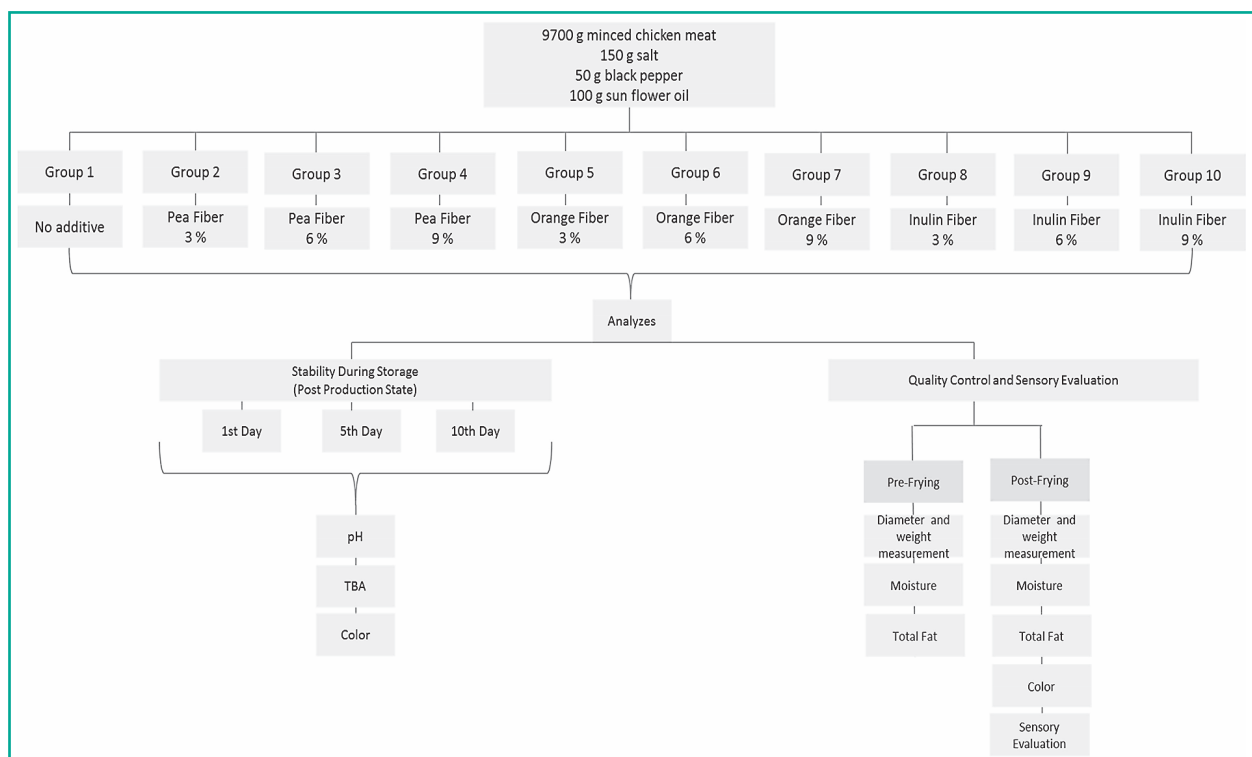 9700 g minced chicken meat
150 g salt
50 g black pepper
100 g sun flower oil
Group 1
Group 2
Group 3
Group 4
Group 5
Group 6
Group 7
Group 8
Group 9
Group 10
No additive
Pea Fiber
3 %
Pea Fiber
6 %
Pea Fiber
9 %
Orange Fiber
3 %
Orange Fiber
6 %
Orange Fiber
9 %
Inulin Fiber
3 %
Inulin Fiber
6 %
Inulin Fiber
9 %
Analyzes
Stability During Storage
(Post Production State)
1st Day
5th Day
10th Day
pH
TBA
Color
Quality Control and Sensory Evaluation
Pre-Frying
Diameter and
weight
measurement
Moisture
Total Fat
Post-Frying
Diameter and
weight
measurement
Moisture
Total Fat
Color
Sensory
Evaluation